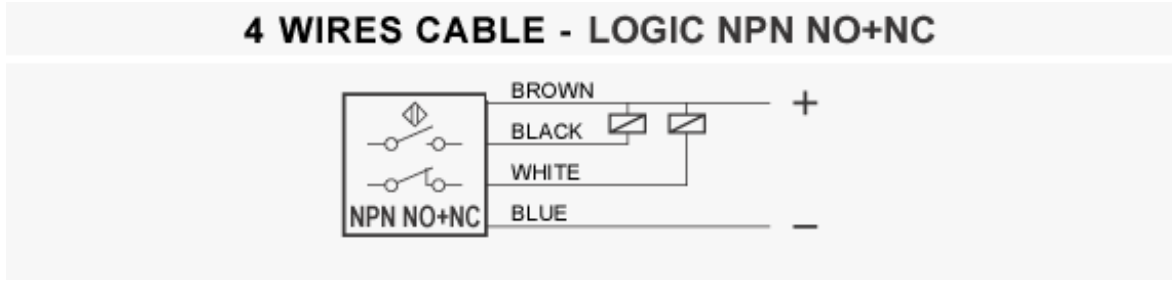 4 WIRES CABLE - LOGIC NPN NO+NC
BROWN
+
BLACK
WHITE
BLUE
NPN NO+NC
−